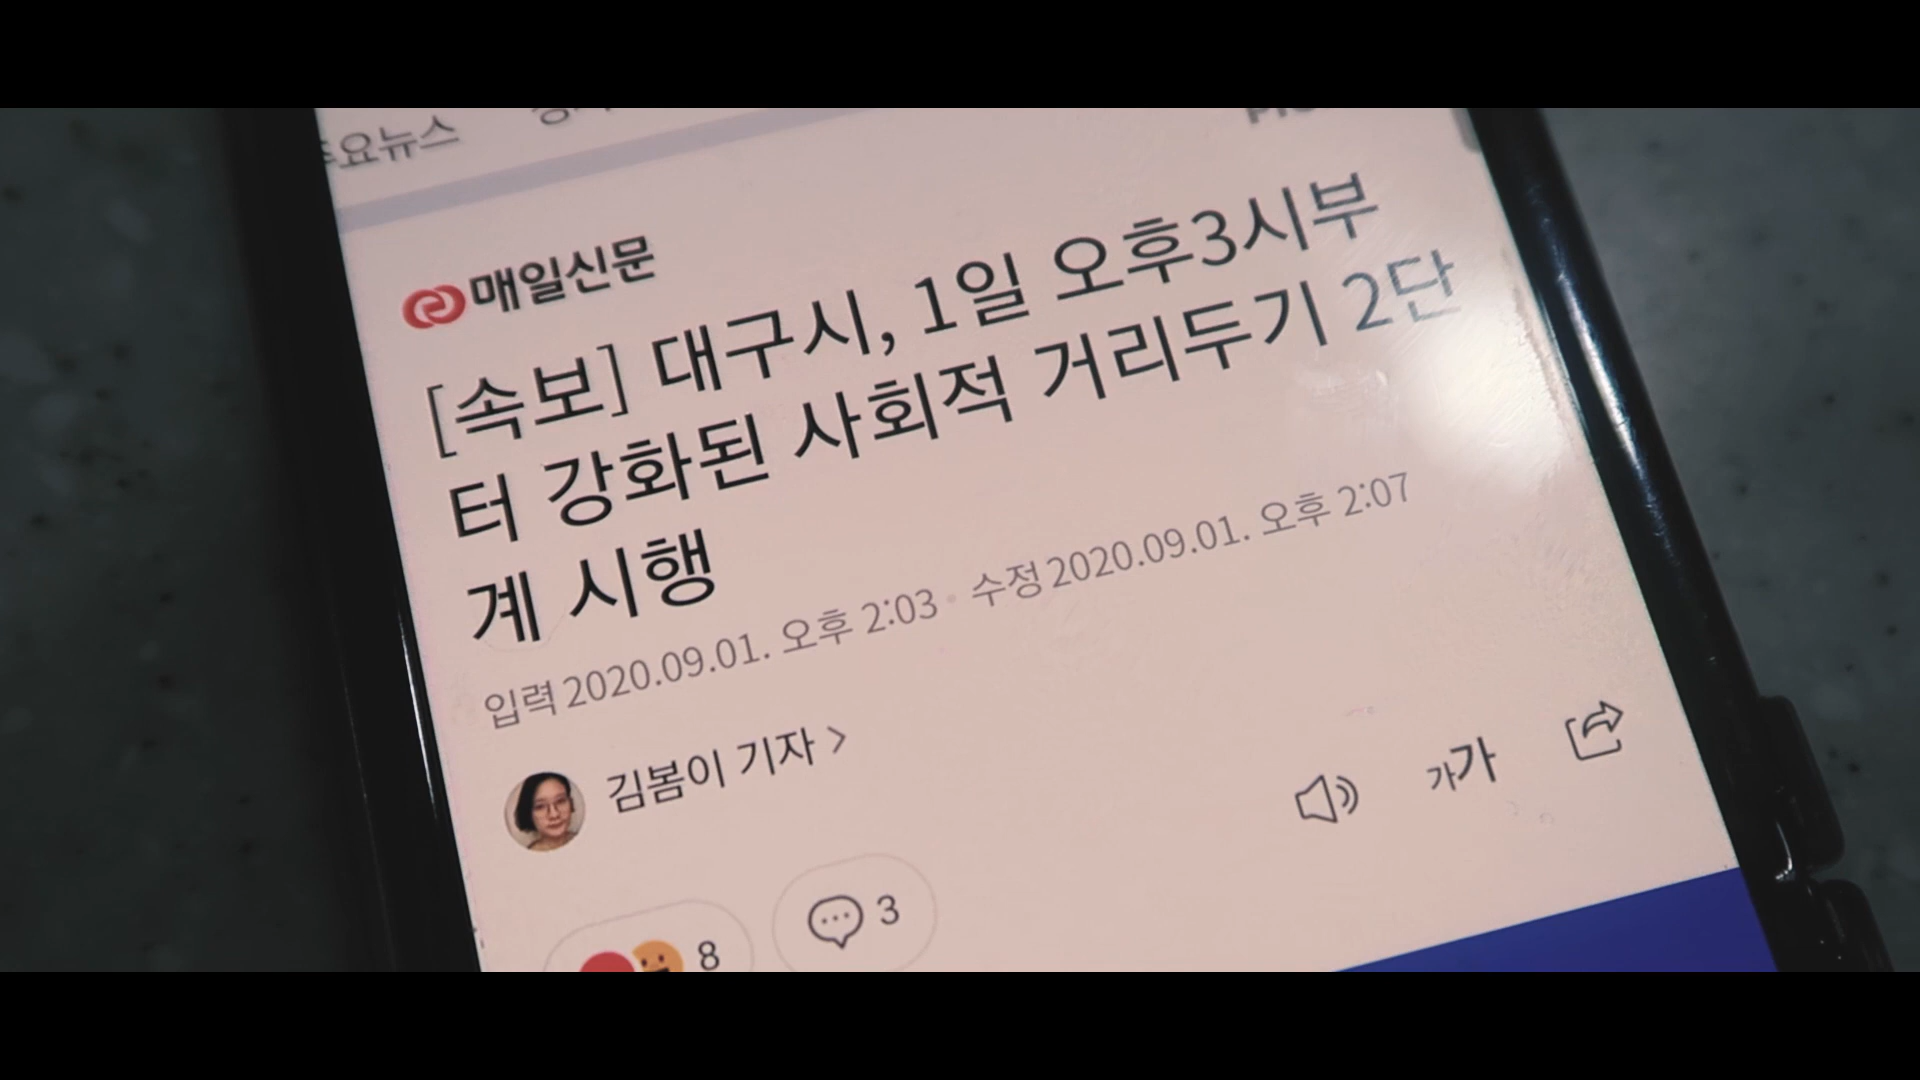 요뉴스
매일신문
[속보] 대구시, 1일 오후3시부
터 강화된 사회적 거리두기 2단
계 시행
입력 2020.09.01. 오후 2:03 · 수정 2020.09.01. 오후 2:07
김봄이 기자 >
가가
8
3